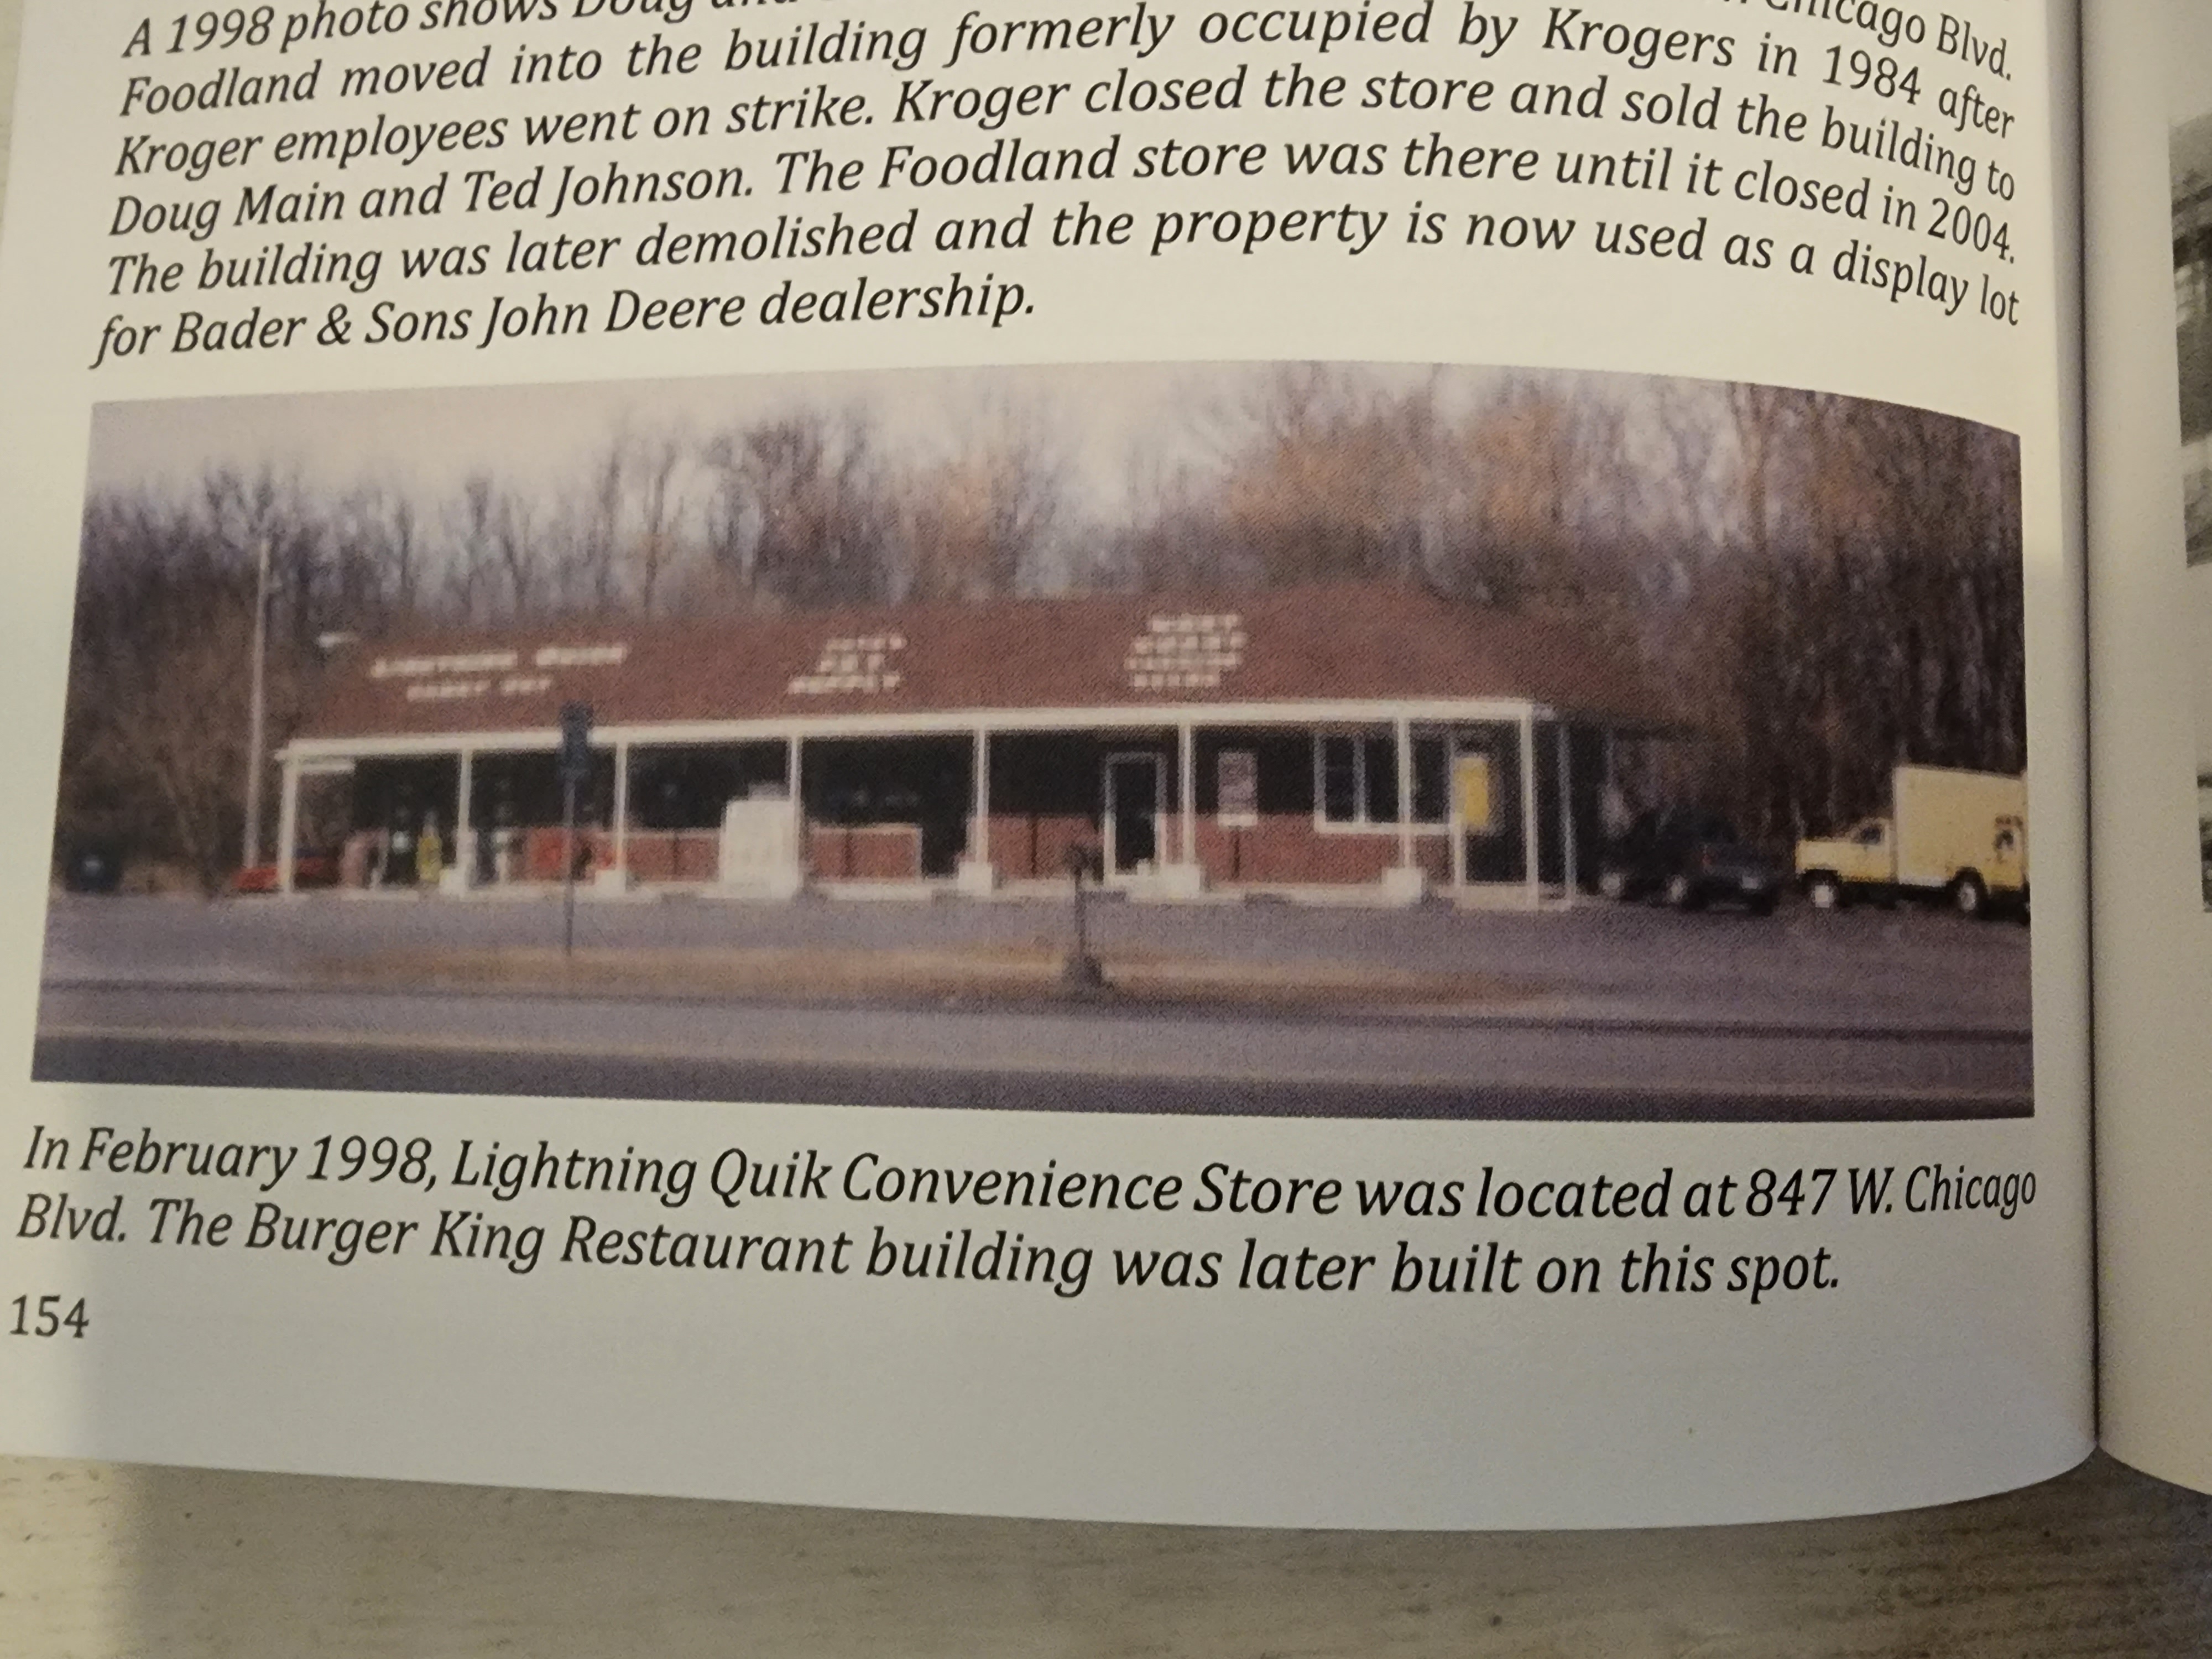 A 1998 photo shows Doug Chicago Blvd.
Foodland moved into the building formerly occupied by Krogers in 1984 after
Kroger employees went on strike. Kroger closed the store and sold the building to
Doug Main and Ted Johnson. The Foodland store was there until it closed in 2004.
The building was later demolished and the property is now used as a display lot
for Bader & Sons John Deere dealership.
In February 1998, Lightning Quik Convenience Store was located at 847 W. Chicago
Blvd. The Burger King Restaurant building was later built on this spot.
154